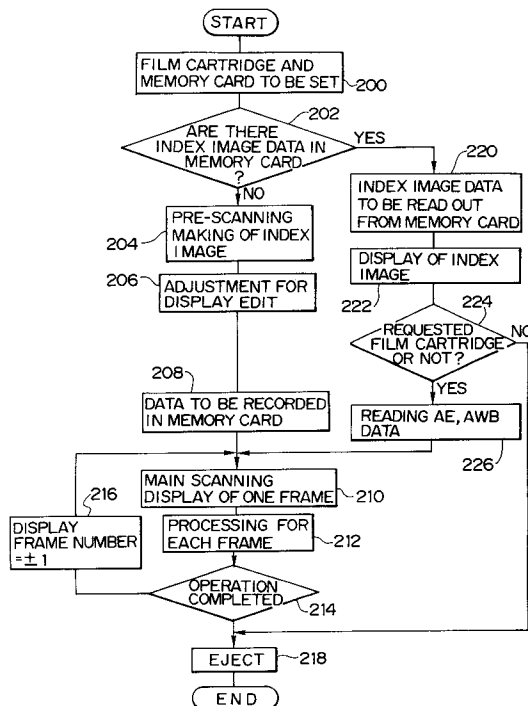 START
FILM CARTRIDGE AND
MEMORY CARD TO BE SET
200
202
ARE THERE
INDEX IMAGE DATA IN
MEMORY CARD
?
YES
NO
220
INDEX IMAGE DATA
TO BE READ OUT
FROM MEMORY CARD
204
PRE-SCANNING
MAKING OF INDEX
IMAGE
DISPLAY OF INDEX
IMAGE
222
206
ADJUSTMENT FOR
DISPLAY EDIT
224
REQUESTED
FILM CARTRIDGE
OR NOT?
NO
YES
208
DATA TO BE RECORDED
IN MEMORY CARD
READING AE, AWB
DATA
226
MAIN SCANNING
DISPLAY OF ONE FRAME
210
216
DISPLAY
FRAME NUMBER
=±1
PROCESSING FOR
EACH FRAME
212
OPERATION
COMPLETED
214
EJECT
218
END